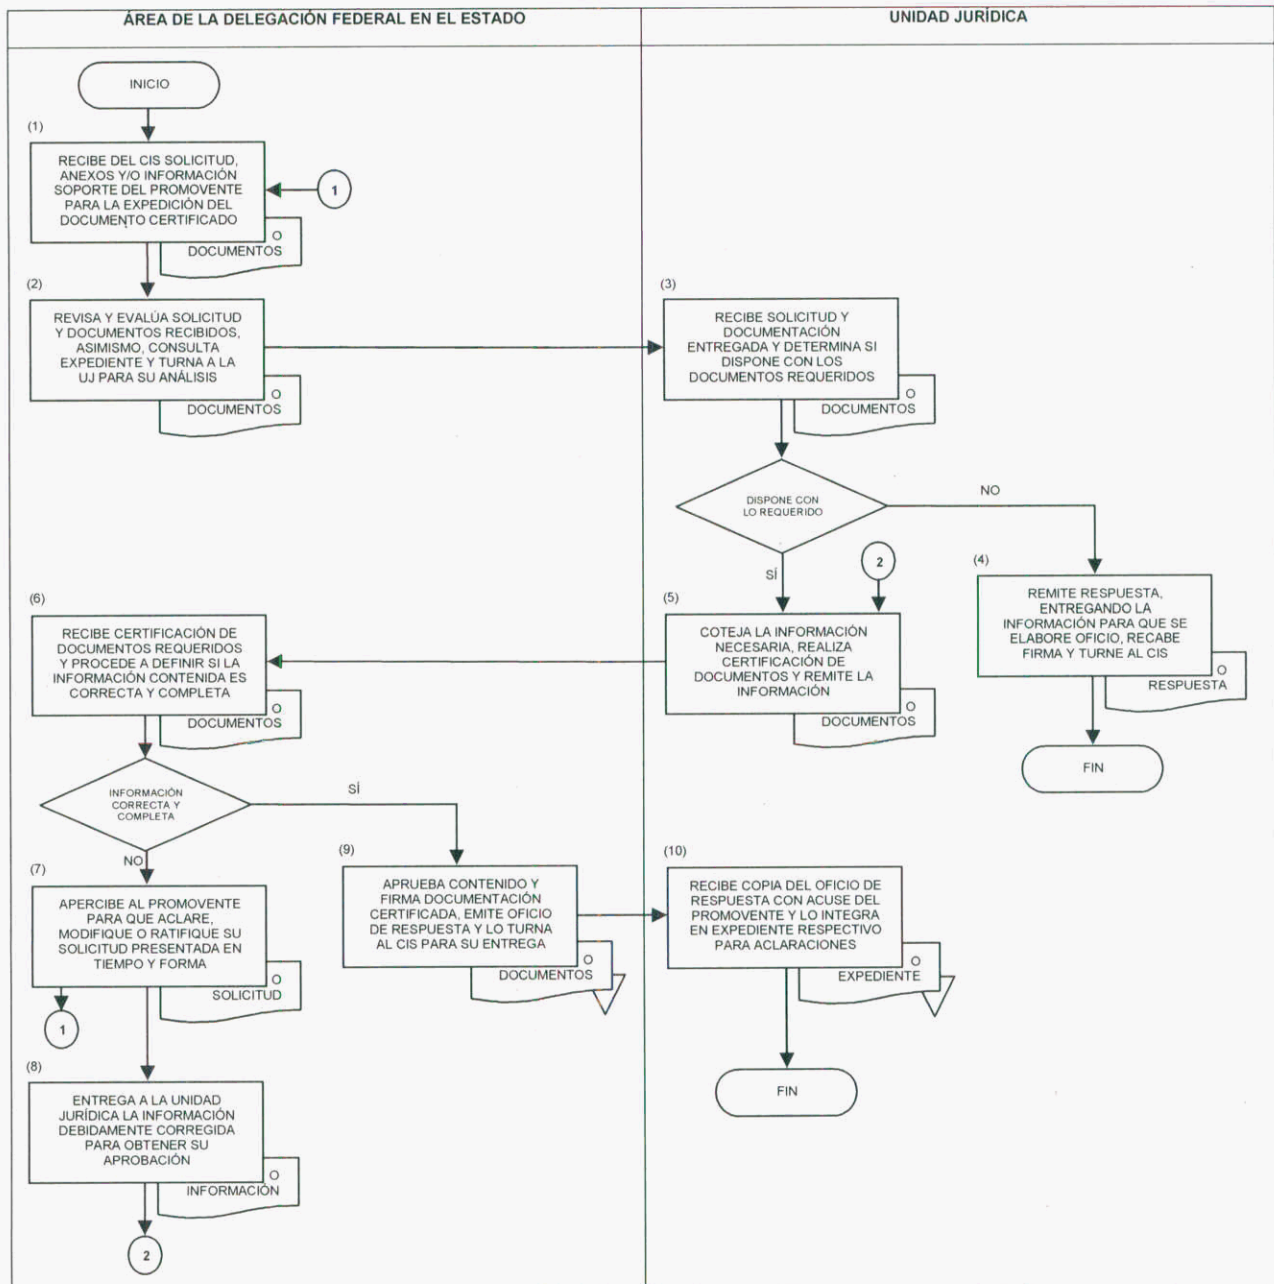 ÁREA DE LA DELEGACIÓN FEDERAL EN EL ESTADO
UNIDAD JURÍDICA
INICIO
(1)
RECIBE DEL CIS SOLICITUD,
ANEXOS Y/O INFORMACIÓN
SOPORTE DEL PROMOVENTE
PARA LA EXPEDICIÓN DEL
DOCUMENTO CERTIFICADO
1
O
DOCUMENTOS
(2)
REVISA Y EVALÚA SOLICITUD
Y DOCUMENTOS RECIBIDOS,
ASIMISMO, CONSULTA
EXPEDIENTE Y TURNA A LA
UJ PARA SU ANÁLISIS
O
DOCUMENTOS
(3)
RECIBE SOLICITUD Y
DOCUMENTACIÓN
ENTREGADA Y DETERMINA SI
DISPONE CON LOS
DOCUMENTOS REQUERIDOS
O
DOCUMENTOS
DISPONE CON
LO REQUERIDO
NO
SÍ
2
(4)
REMITE RESPUESTA,
ENTREGANDO LA
INFORMACIÓN PARA QUE SE
ELABORE OFICIO, RECABE
FIRMA Y TURNE AL CIS
O
RESPUESTA
FIN
(5)
COTEJA LA INFORMACIÓN
NECESARIA, REALIZA
CERTIFICACIÓN DE
DOCUMENTOS Y REMITE LA
INFORMACIÓN
O
DOCUMENTOS
(6)
RECIBE CERTIFICACIÓN DE
DOCUMENTOS REQUERIDOS
Y PROCEDE A DEFINIR SI LA
INFORMACIÓN CONTENIDA ES
CORRECTA Y COMPLETA
O
DOCUMENTOS
INFORMACIÓN
CORRECTA Y
COMPLETA
SÍ
NO
(7)
APERCIBE AL PROMOVENTE
PARA QUE ACLARE,
MODIFIQUE O RATIFIQUE SU
SOLICITUD PRESENTADA EN
TIEMPO Y FORMA
O
SOLICITUD
1
(8)
ENTREGA A LA UNIDAD
JURÍDICA LA INFORMACIÓN
DEBIDAMENTE CORREGIDA
PARA OBTENER SU
APROBACIÓN
O
INFORMACIÓN
2
(9)
APRUEBA CONTENIDO Y
FIRMA DOCUMENTACIÓN
CERTIFICADA, EMITE OFICIO
DE RESPUESTA Y LO TURNA
AL CIS PARA SU ENTREGA
O
DOCUMENTOS
(10)
RECIBE COPIA DEL OFICIO DE
RESPUESTA CON ACUSE DEL
PROMOVENTE Y LO INTEGRA
EN EXPEDIENTE RESPECTIVO
PARA ACLARACIONES
O
EXPEDIENTE
FIN